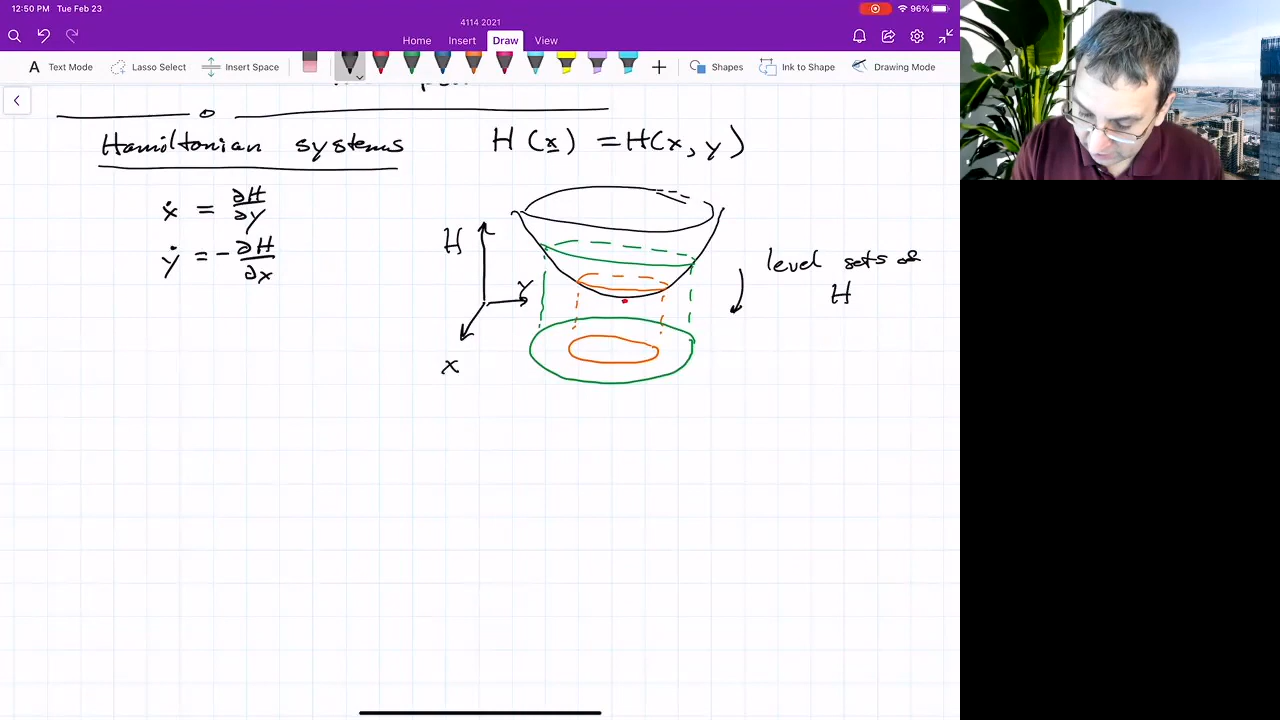 12:50 PM Tue Feb 23
96%
4114 2021
Home Insert Draw View
Text Mode Lasso Select Insert Space Shapes Ink to Shape Drawing Mode
Hamiltonian systems
H(x) = H(x, y)
ẋ = ∂H/∂y
ẏ = -∂H/∂x
H
y
x
level sets of
H